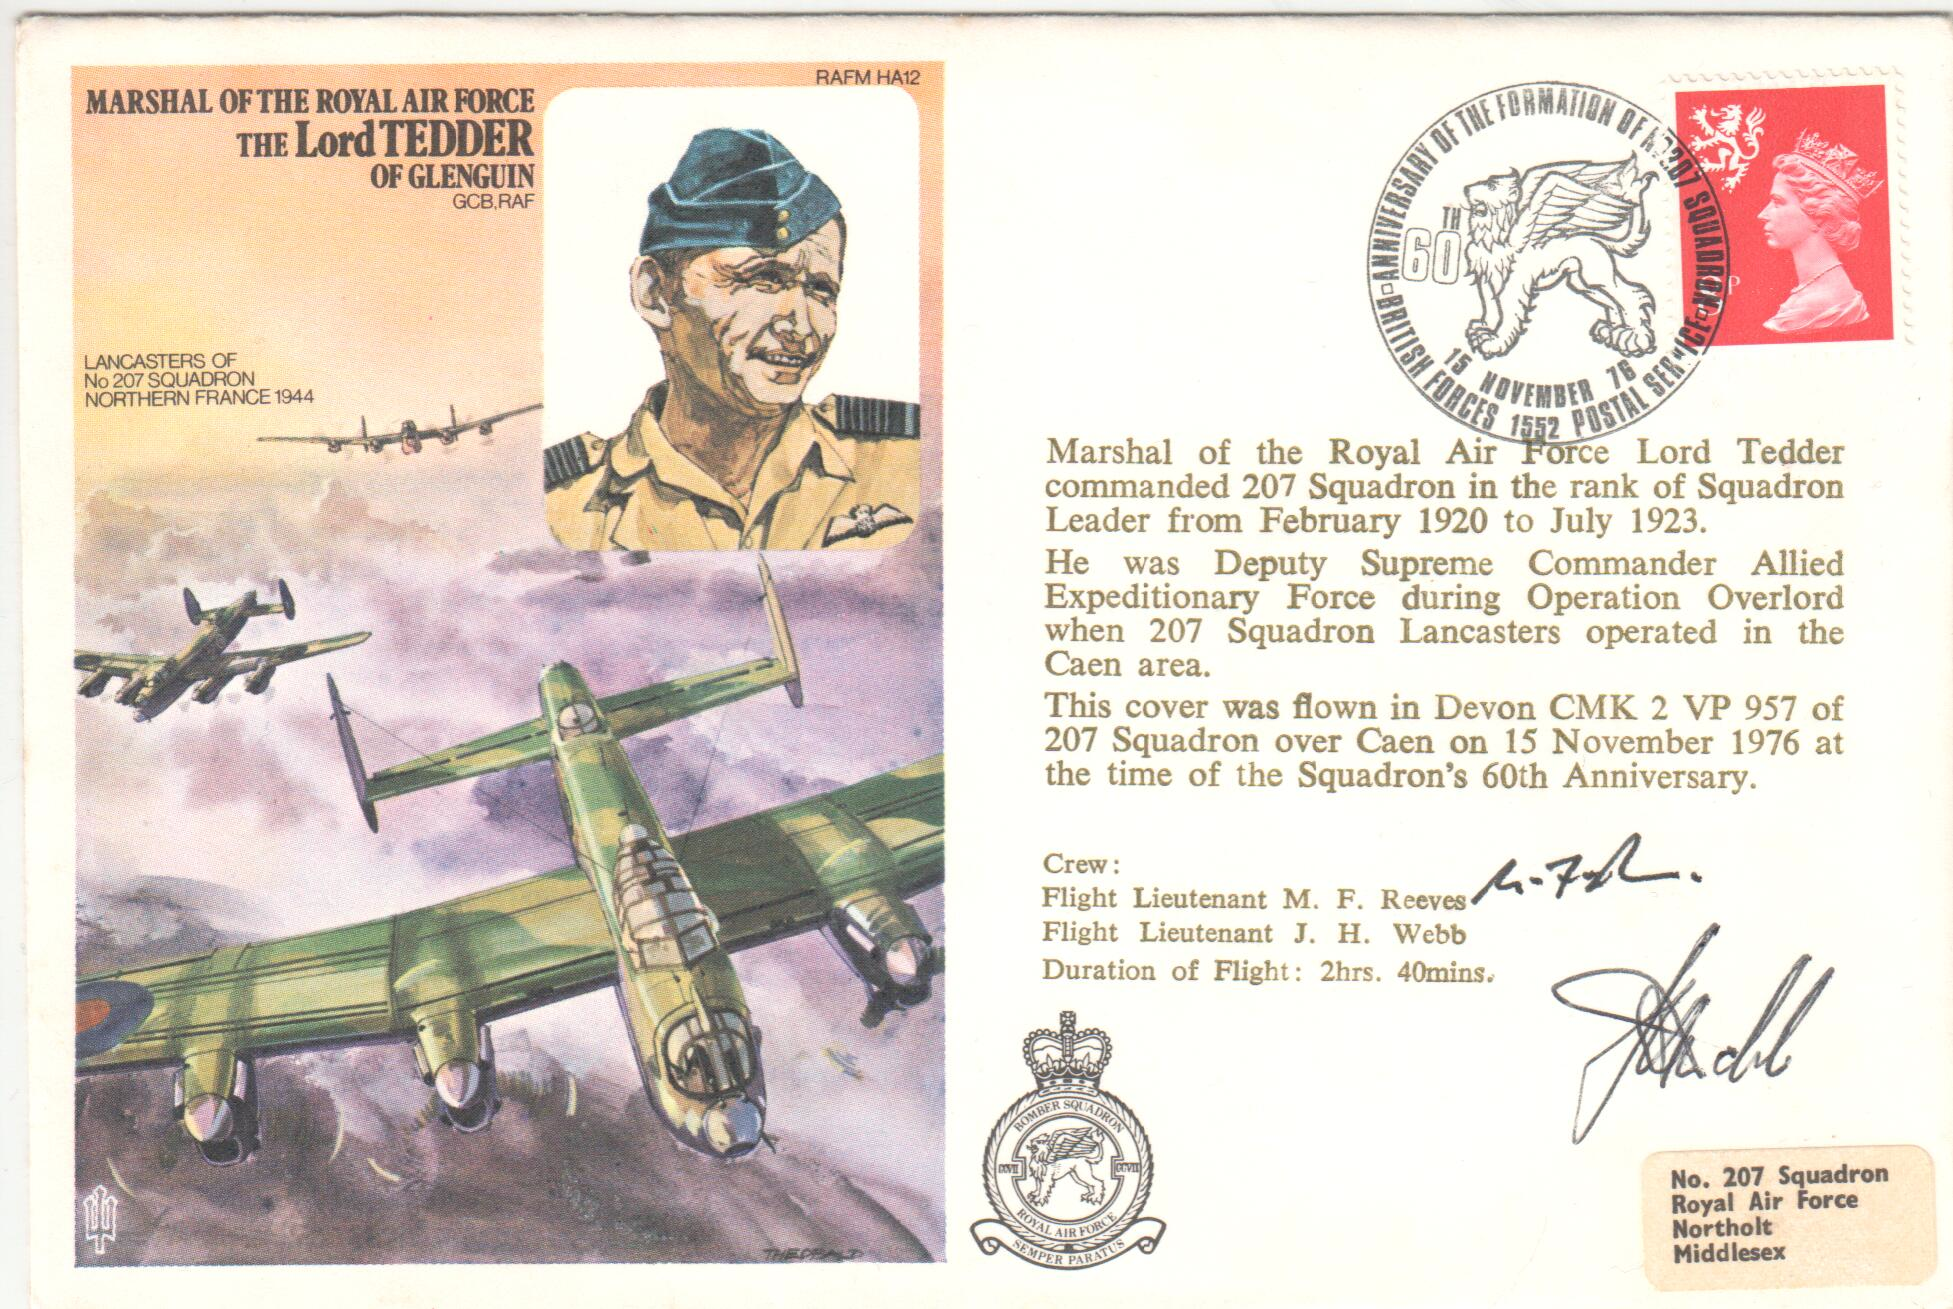 RAFM HA12
MARSHAL OF THE ROYAL AIR FORCE
THE Lord TEDDER
OF GLENGUIN
GCB, RAF
LANCASTERS OF
No 207 SQUADRON
NORTHERN FRANCE 1944
THEOBALD
ANNIVERSARY OF THE FORMATION OF 207 SQUADRON
60TH
15 NOVEMBER 76
BRITISH FORCES 1552 POSTAL SERVICE
P
Marshal of the Royal Air Force Lord Tedder
commanded 207 Squadron in the rank of Squadron
Leader from February 1920 to July 1923.
He was Deputy Supreme Commander Allied
Expeditionary Force during Operation Overlord
when 207 Squadron Lancasters operated in the
Caen area.
This cover was flown in Devon CMK 2 VP 957 of
207 Squadron over Caen on 15 November 1976 at
the time of the Squadron's 60th Anniversary.
Crew:
Flight Lieutenant M. F. Reeves
Flight Lieutenant J. H. Webb
Duration of Flight: 2hrs. 40mins.
BOMBER SQUADRON
CCVII CCVII
ROYAL AIR FORCE
SEMPER PARATUS
No. 207 Squadron
Royal Air Force
Northolt
Middlesex